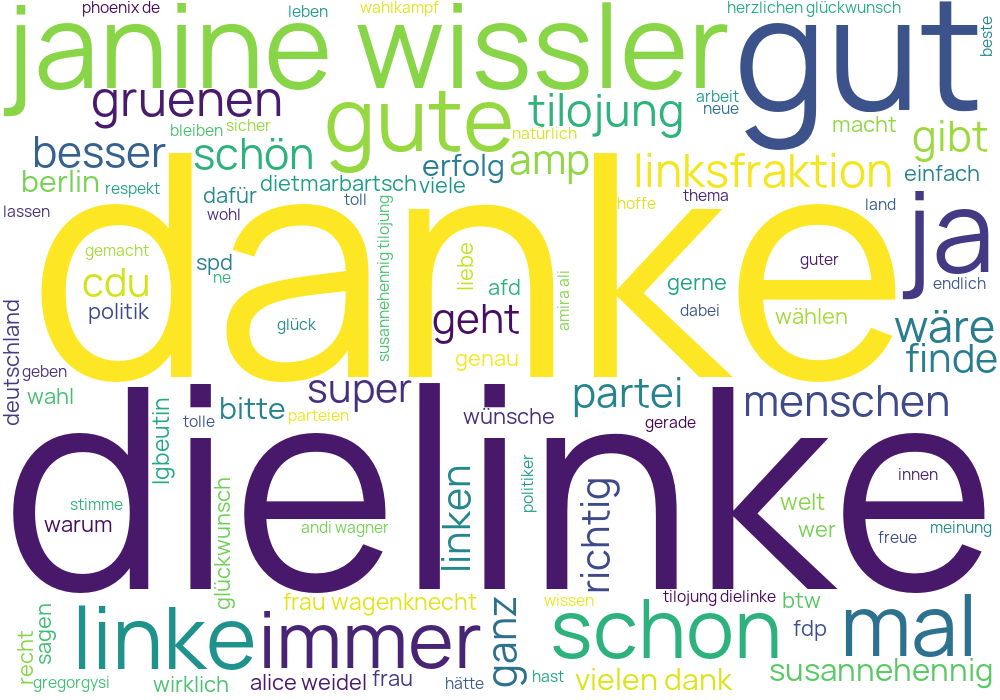 phoenix de
leben
wahlkampf
herzlichen glückwunsch
beste
janine wissler
gut
gruenen
gute
tilojung
arbeit
neue
bleiben
sicher
natürlich
macht
gibt
besser
schön
erfolg
amp
linksfraktion
einfach
berlin
respekt
dafür
dietmarbartsch
viele
toll
hoffe
thema
land
lassen
wohl
danke
ja
susannehennig tilojung
gemacht
spd
ne
liebe
afd
amira ali
guter
gerne
endlich
cdu
politik
glück
geht
dabei
wählen
wäre
genau
finde
deutschland
geben
wahl
super
partei
menschen
lgbeutin
bitte
tolle
parteien
wünsche
gerade
dielinke
linken
politiker
richtig
innen
stimme
warum
glückwunsch
andi wagner
welt
wer
freue
meinung
frau wagenknecht
wissen
tilojung dielinke
btw
recht
sagen
linke
immer
ganz
schon
fdp
mal
gregorgysi
wirklich
alice weidel
frau
hätte
hast
vielen dank
susannehennig